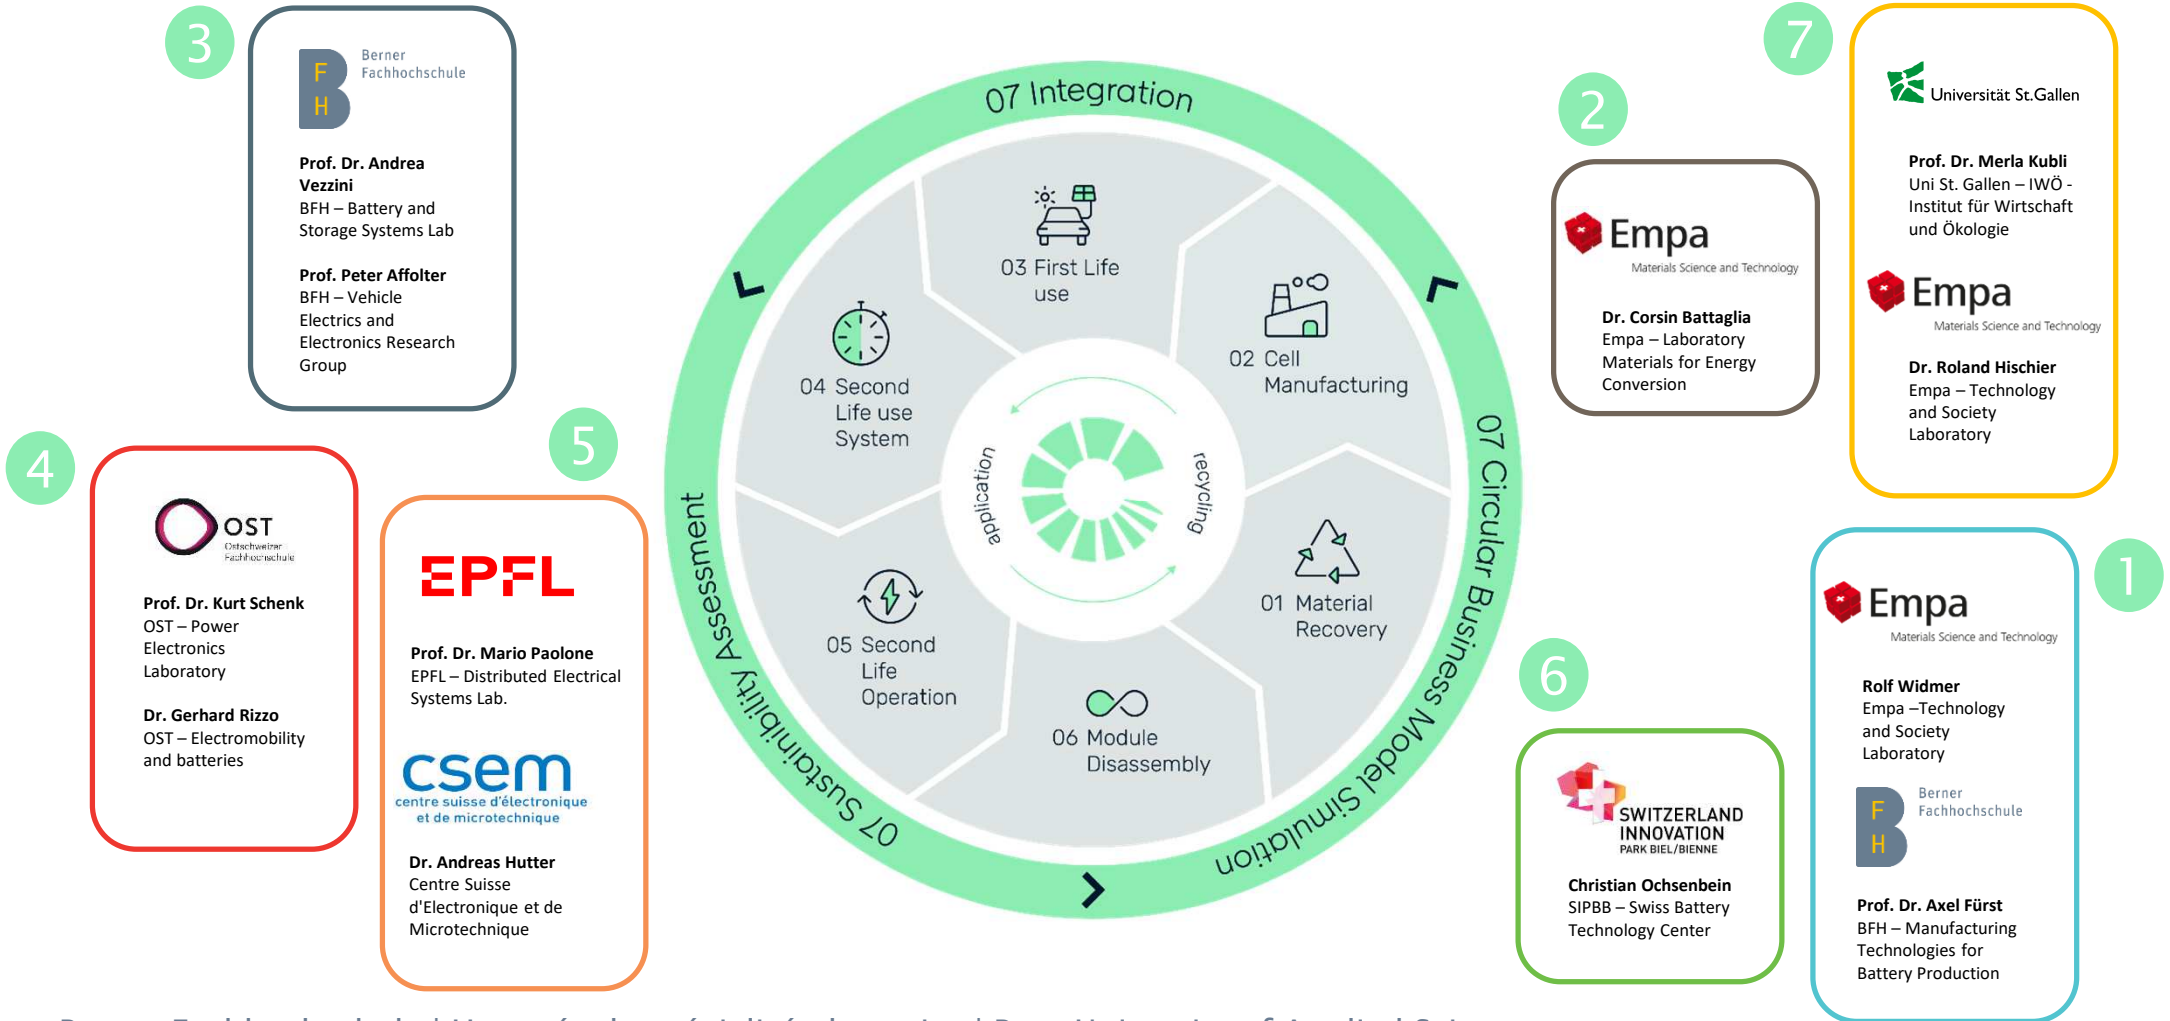 3
F
H
Berner
Fachhochschule
Prof. Dr. Andrea
Vezzini
BFH – Battery and
Storage Systems Lab
Prof. Peter Affolter
BFH – Vehicle
Electrics and
Electronics Research
Group
4
OST
Ostschweizer
Fachhochschule
Prof. Dr. Kurt Schenk
OST – Power
Electronics
Laboratory
Dr. Gerhard Rizzo
OST – Electromobility
and batteries
5
EPFL
Prof. Dr. Mario Paolone
EPFL – Distributed Electrical
Systems Lab.
csem
centre suisse d'électronique
et de microtechnique
Dr. Andreas Hutter
Centre Suisse
d'Electronique et de
Microtechnique
07 Integration
07 Circular Business Model Simulation
07 Sustainibility Assessment
03 First Life
use
02 Cell
Manufacturing
01 Material
Recovery
06 Module
Disassembly
05 Second
Life
Operation
04 Second
Life use
System
application
recycling
2
Empa
Materials Science and Technology
Dr. Corsin Battaglia
Empa – Laboratory
Materials for Energy
Conversion
7
Universität St.Gallen
Prof. Dr. Merla Kubli
Uni St. Gallen – IWÖ -
Institut für Wirtschaft
und Ökologie
Empa
Materials Science and Technology
Dr. Roland Hischier
Empa – Technology
and Society
Laboratory
6
SWITZERLAND
INNOVATION
PARK BIEL/BIENNE
Christian Ochsenbein
SIPBB – Swiss Battery
Technology Center
1
Empa
Materials Science and Technology
Rolf Widmer
Empa –Technology
and Society
Laboratory
F
H
Berner
Fachhochschule
Prof. Dr. Axel Fürst
BFH – Manufacturing
Technologies for
Battery Production